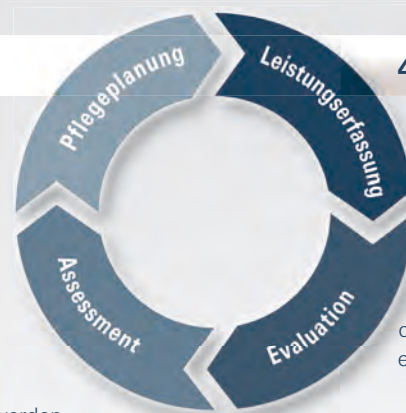 Pflegeplanung
Leistungserfassung
Assessment
Evaluation